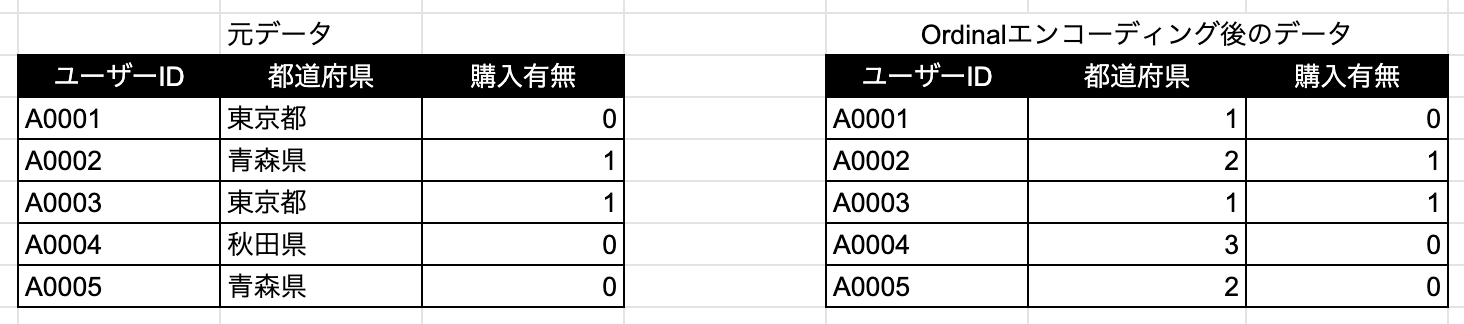 元データ
ユーザーID 都道府県 購入有無
A0001 東京都 0
A0002 青森県 1
A0003 東京都 1
A0004 秋田県 0
A0005 青森県 0
Ordinalエンコーディング後のデータ
ユーザーID 都道府県 購入有無
A0001 1 0
A0002 2 1
A0003 1 1
A0004 3 0
A0005 2 0